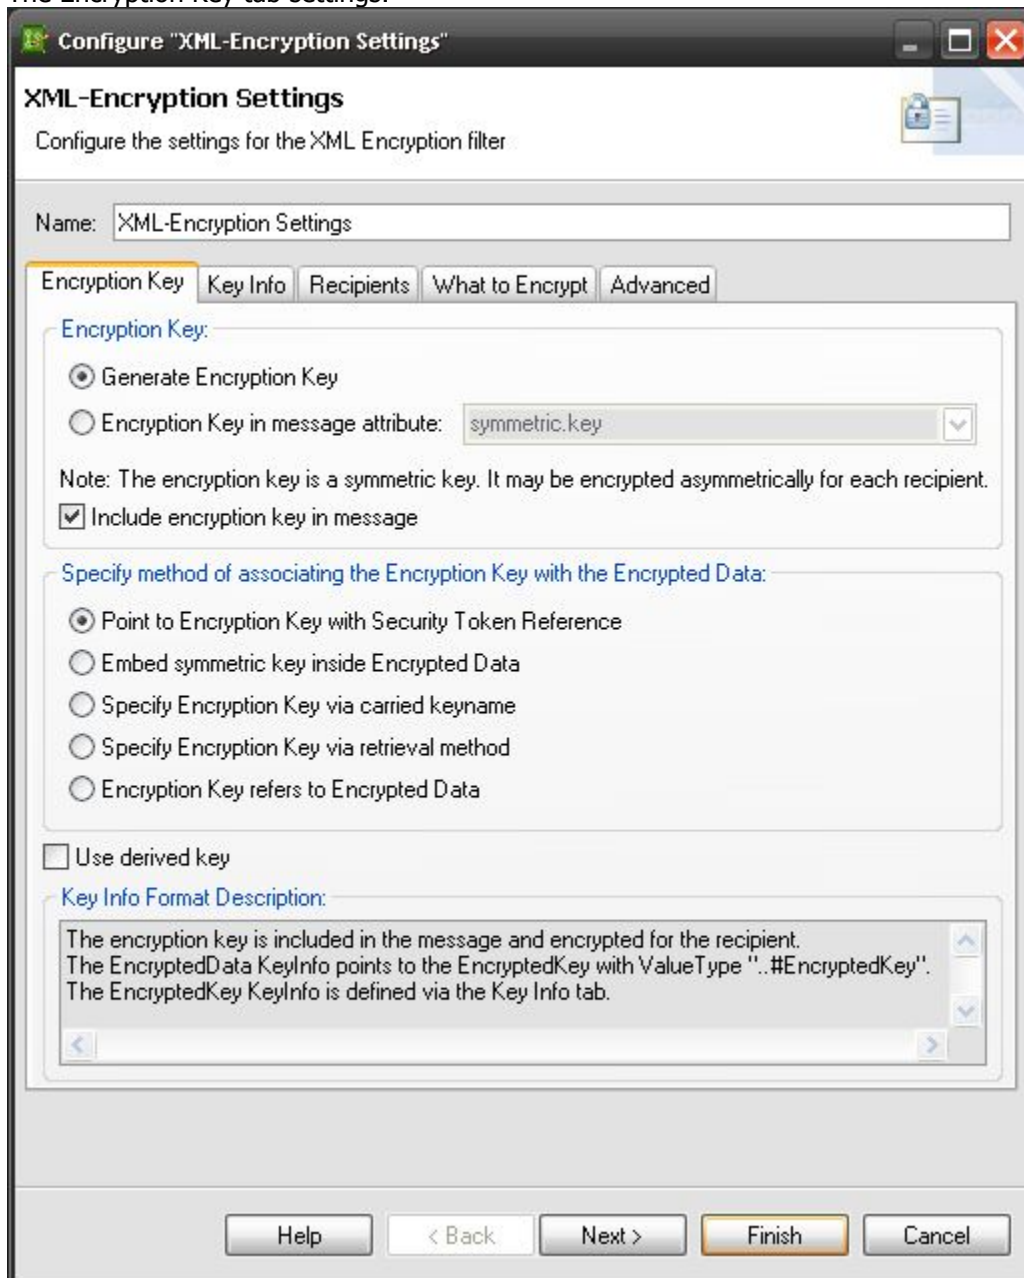 The Encryption Key tab settings:
Configure "XML-Encryption Settings"
XML-Encryption Settings
Configure the settings for the XML Encryption filter
Name: XML-Encryption Settings
Encryption Key Key Info Recipients What to Encrypt Advanced
Encryption Key:
Generate Encryption Key
Encryption Key in message attribute: symmetric.key
Note: The encryption key is a symmetric key. It may be encrypted asymmetrically for each recipient.
Include encryption key in message
Specify method of associating the Encryption Key with the Encrypted Data:
Point to Encryption Key with Security Token Reference
Embed symmetric key inside Encrypted Data
Specify Encryption Key via carried keyname
Specify Encryption Key via retrieval method
Encryption Key refers to Encrypted Data
Use derived key
Key Info Format Description:
The encryption key is included in the message and encrypted for the recipient.
The EncryptedData KeyInfo points to the EncryptedKey with ValueType "..#EncryptedKey".
The EncryptedKey KeyInfo is defined via the Key Info tab.
Help < Back Next > Finish Cancel